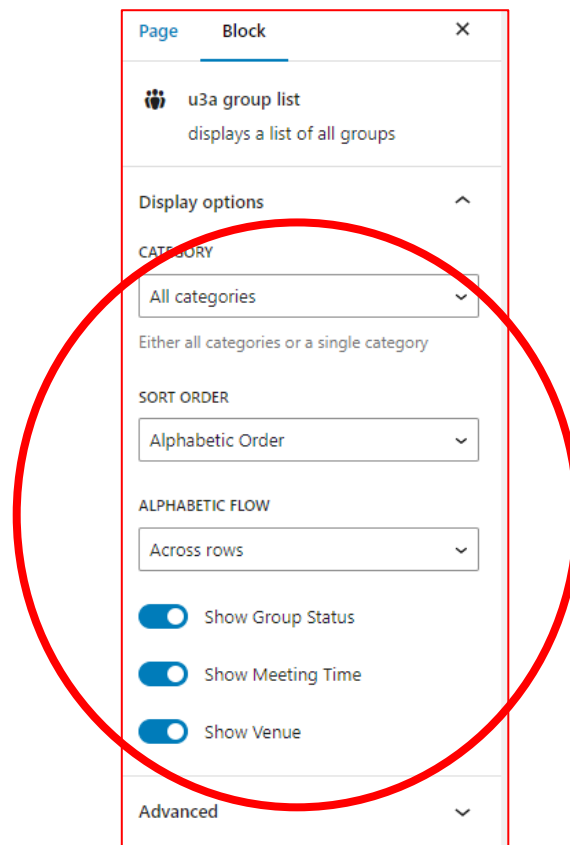 Page Block
u3a group list
displays a list of all groups
Display options
CATEGORY
All categories
Either all categories or a single category
SORT ORDER
Alphabetic Order
ALPHABETIC FLOW
Across rows
Show Group Status
Show Meeting Time
Show Venue
Advanced